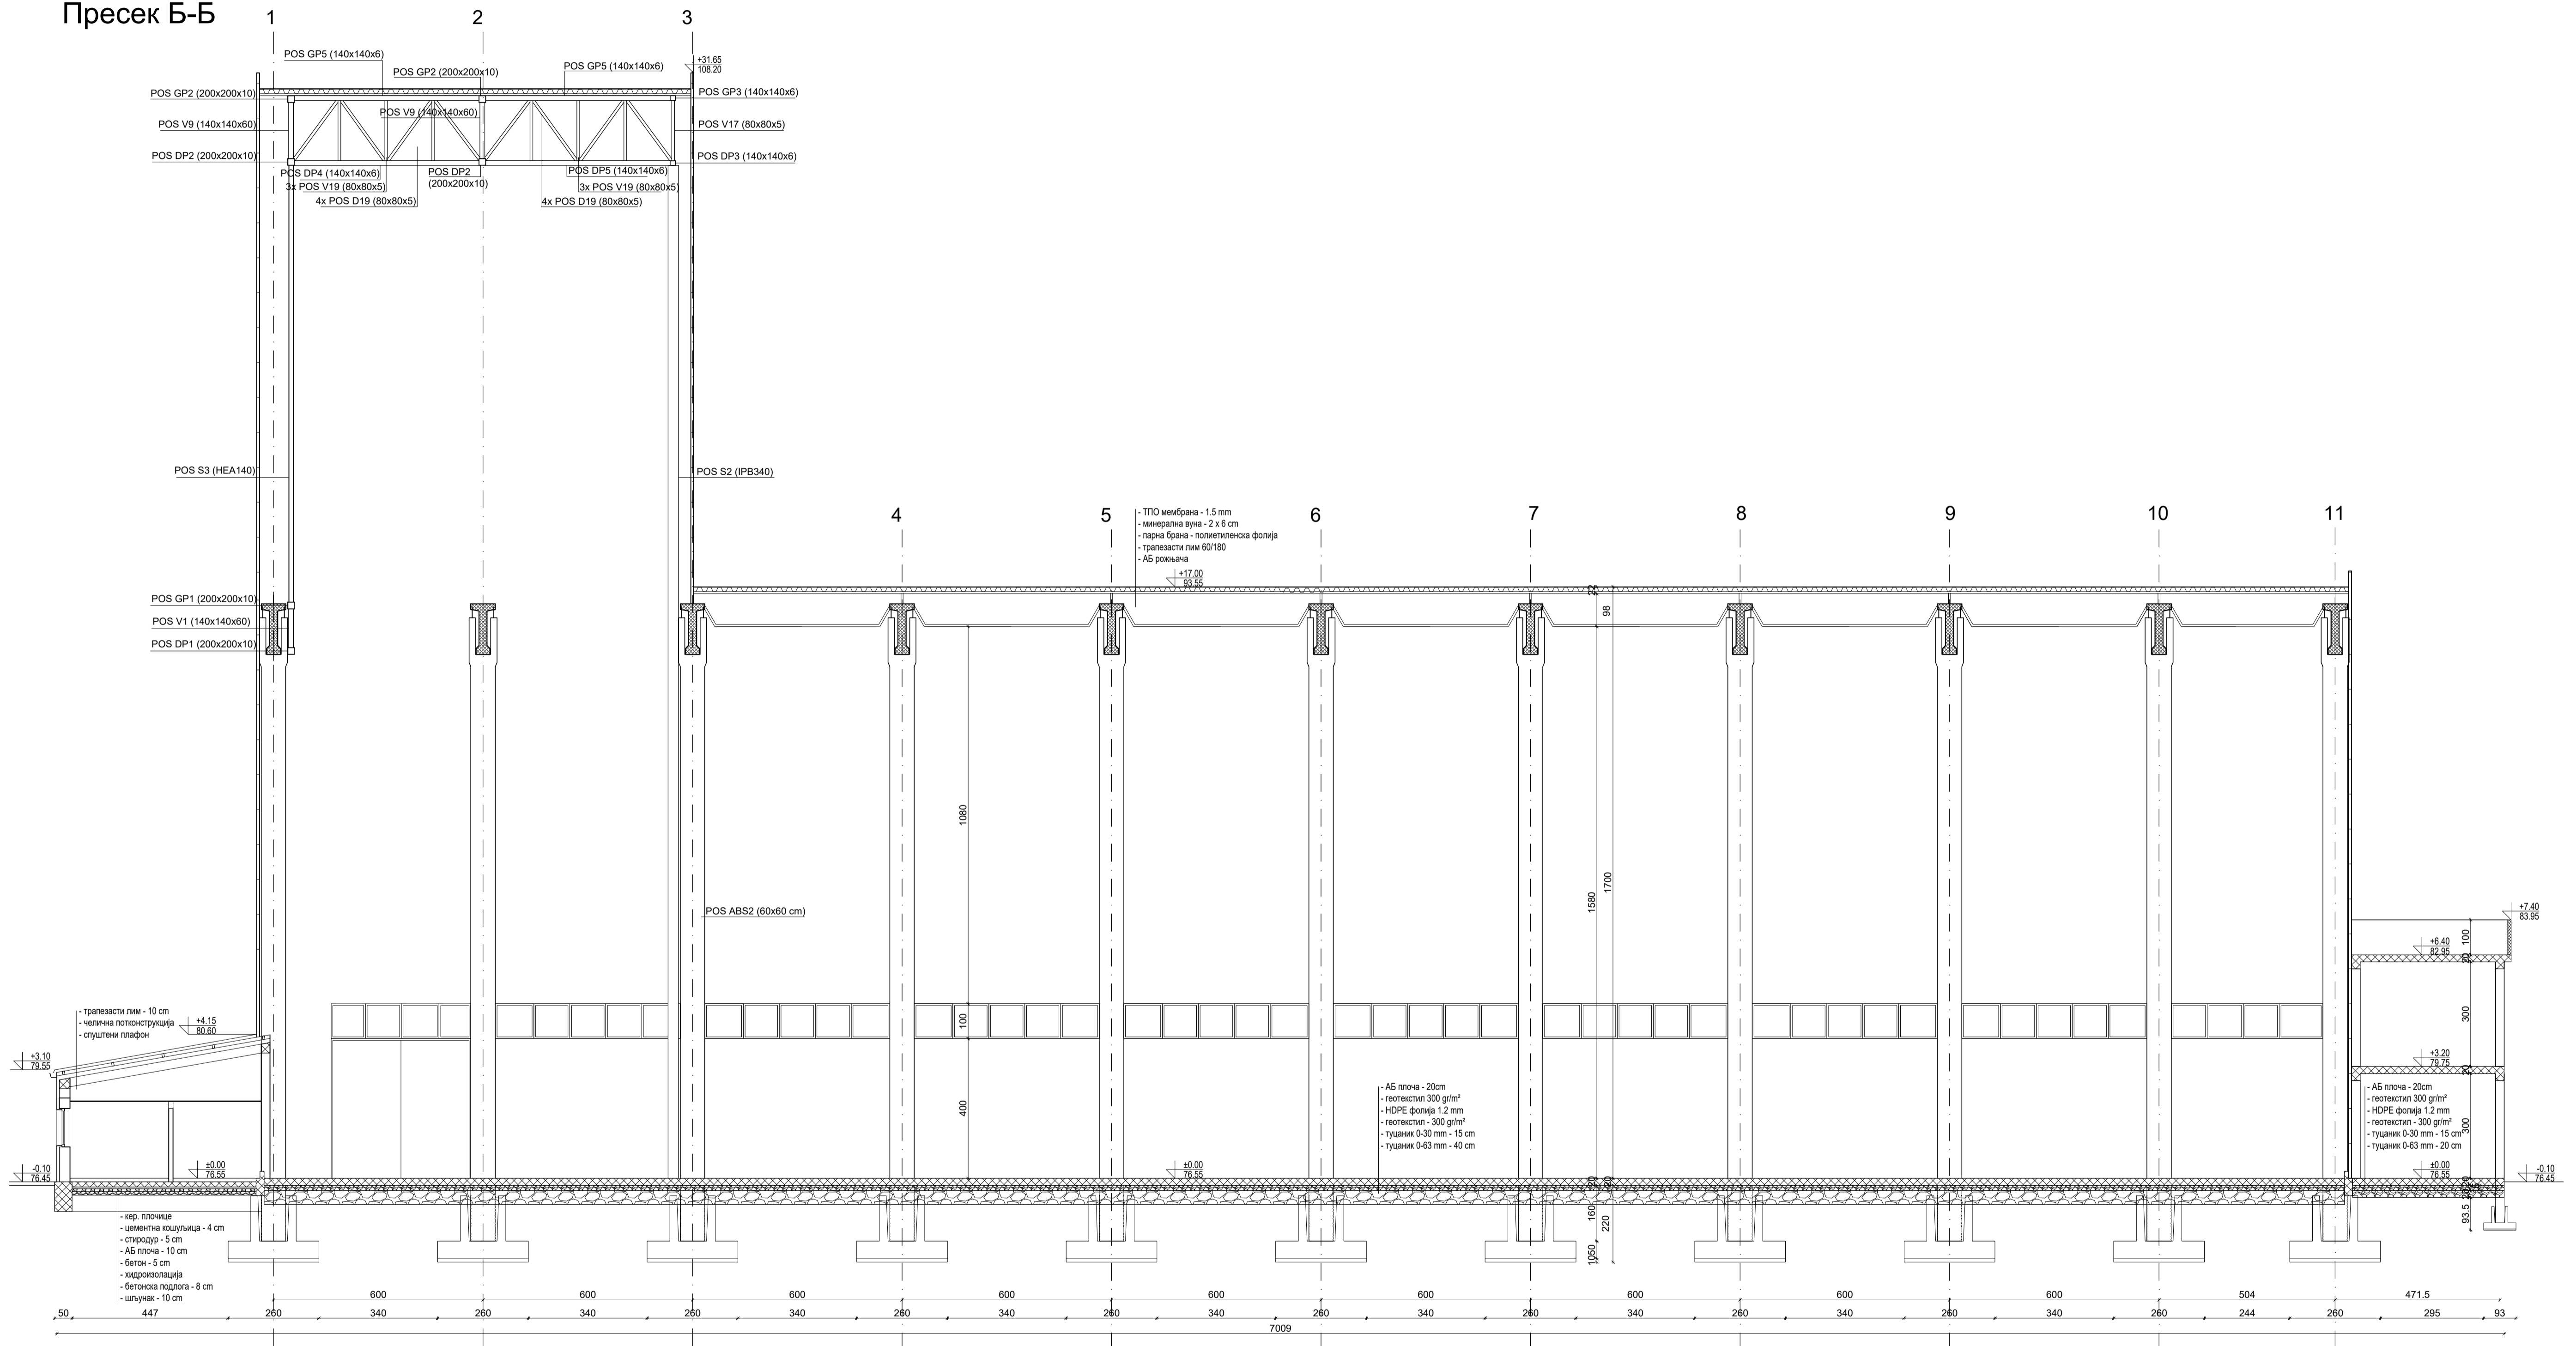 Пресек Б-Б
1
2
3
POS GP5 (140x140x6)
POS GP2 (200x200x10)
POS GP5 (140x140x6)
+31.65
108.20
POS GP2 (200x200x10)
POS GP3 (140x140x6)
POS V9 (140x140x60)
POS V9 (140x140x60)
POS V17 (80x80x5)
POS DP2 (200x200x10)
POS DP3 (140x140x6)
POS DP4 (140x140x6)
POS DP2
(200x200x10)
POS DP5 (140x140x6)
3x POS V19 (80x80x5)
3x POS V19 (80x80x5)
4x POS D19 (80x80x5)
4x POS D19 (80x80x5)
POS S3 (HEA140)
POS S2 (IPB340)
4
5
6
7
8
9
10
11
- ТПО мембрана - 1.5 mm
- минерална вуна - 2 x 6 cm
- парна брана - полиетиленска фолија
- трапезасти лим 60/180
- АБ рожњача
+17.00
93.55
22
98
POS GP1 (200x200x10)
POS V1 (140x140x60)
POS DP1 (200x200x10)
1080
1580
1700
POS ABS2 (60x60 cm)
+7.40
83.95
100
+6.40
82.95
20
300
+3.20
79.75
20
300
- трапезасти лим - 10 cm
- челична потконструкција
- спуштени плафон
+4.15
80.60
+3.10
79.55
100
400
- АБ плоча - 20cm
- геотекстил 300 gr/m²
- HDPE фолија 1.2 mm
- геотекстил - 300 gr/m²
- туцаник 0-30 mm - 15 cm
- туцаник 0-63 mm - 40 cm
- АБ плоча - 20cm
- геотекстил 300 gr/m²
- HDPE фолија 1.2 mm
- геотекстил - 300 gr/m²
- туцаник 0-30 mm - 15 cm
- туцаник 0-63 mm - 20 cm
-0.10
76.45
±0.00
76.55
±0.00
76.55
±0.00
76.55
-0.10
76.45
20
20
160
220
1050
93.5
- кер. плочице
- цементна кошуљица - 4 cm
- стиродур - 5 cm
- АБ плоча - 10 cm
- бетон - 5 cm
- хидроизолација
- бетонска подлога - 8 cm
- шљунак - 10 cm
600 600 600 600 600 600 600 600 600 504 471.5
50 447 260 340 260 340 260 340 260 340 260 340 260 340 260 340 260 340 260 340 260 244 260 295 93
7009